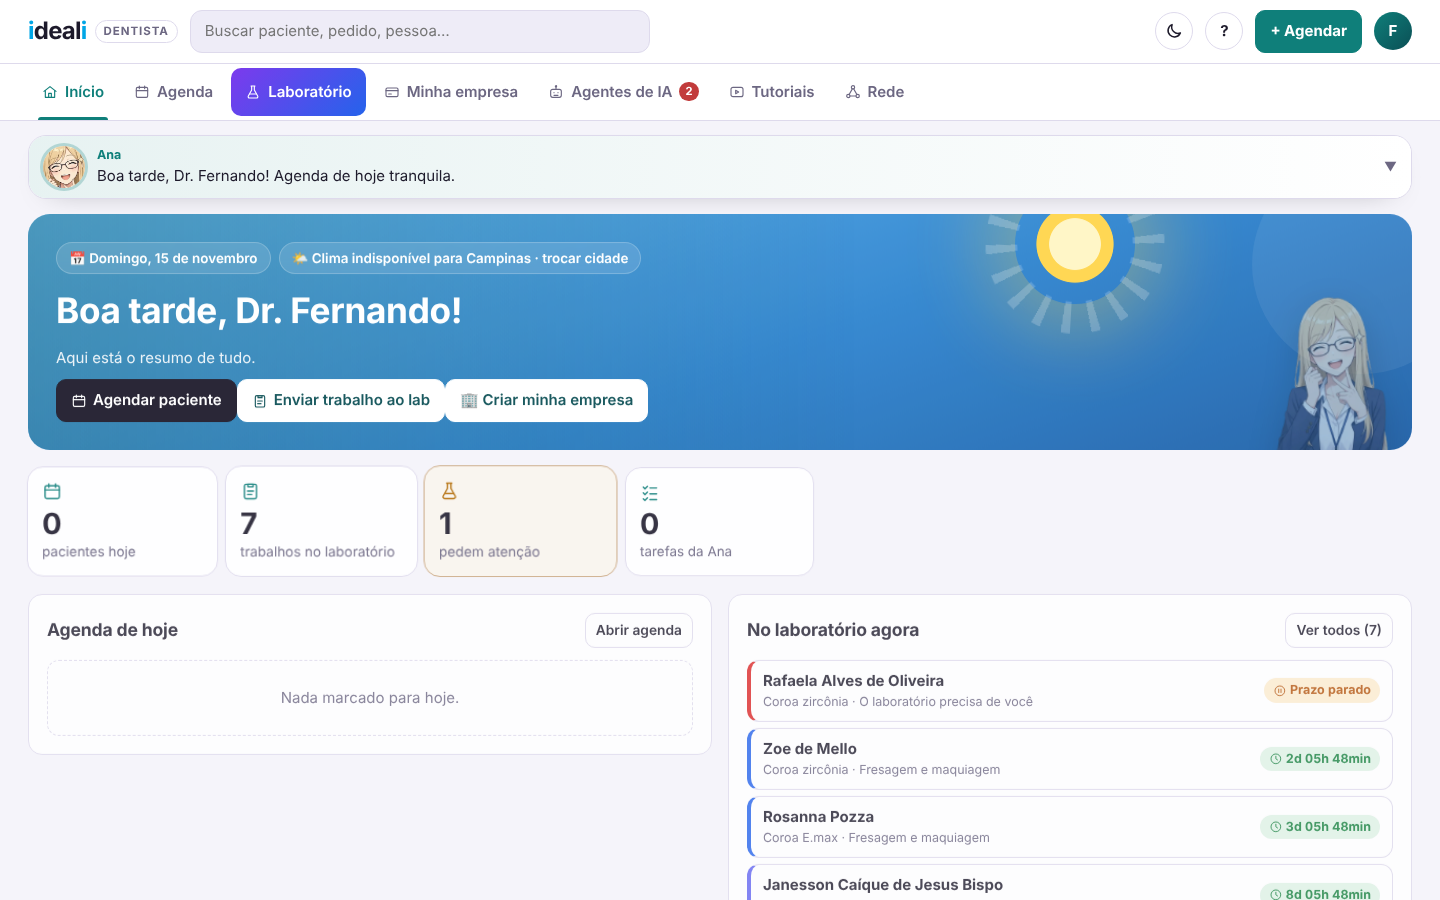 ideali DENTISTA
Buscar paciente, pedido, pessoa...
?
+ Agendar
F
Início
Agenda
Laboratório
Minha empresa
Agentes de IA 2
Tutoriais
Rede
Ana
Boa tarde, Dr. Fernando! Agenda de hoje tranquila.
Domingo, 15 de novembro
Clima indisponível para Campinas · trocar cidade
Boa tarde, Dr. Fernando!
Aqui está o resumo de tudo.
Agendar paciente
Enviar trabalho ao lab
Criar minha empresa
0
pacientes hoje
7
trabalhos no laboratório
1
pedem atenção
0
tarefas da Ana
Agenda de hoje
Abrir agenda
Nada marcado para hoje.
No laboratório agora
Ver todos (7)
Rafaela Alves de Oliveira
Coroa zircônia · O laboratório precisa de você
Prazo parado
Zoe de Mello
Coroa zircônia · Fresagem e maquiagem
2d 05h 48min
Rosanna Pozza
Coroa E.max · Fresagem e maquiagem
3d 05h 48min
Janesson Caíque de Jesus Bispo
8d 05h 48min